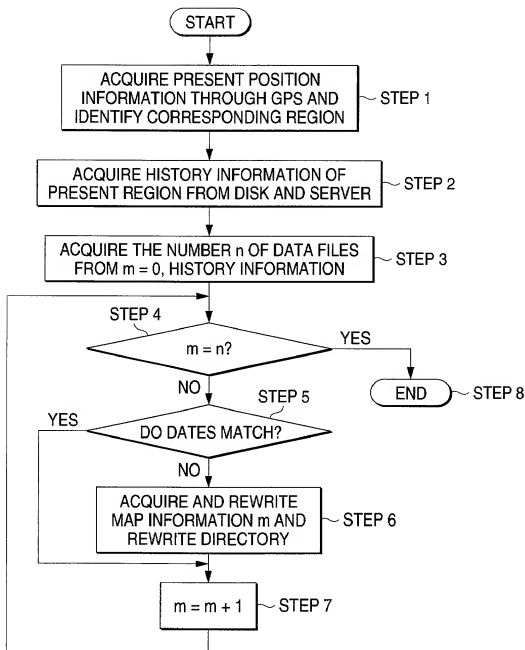 START
ACQUIRE PRESENT POSITION
INFORMATION THROUGH GPS AND
IDENTIFY CORRESPONDING REGION
STEP 1
ACQUIRE HISTORY INFORMATION OF
PRESENT REGION FROM DISK AND SERVER
STEP 2
ACQUIRE THE NUMBER n OF DATA FILES
FROM m = 0, HISTORY INFORMATION
STEP 3
STEP 4
m = n?
YES
NO
END
STEP 8
STEP 5
YES
DO DATES MATCH?
NO
ACQUIRE AND REWRITE
MAP INFORMATION m AND
REWRITE DIRECTORY
STEP 6
m = m + 1
STEP 7